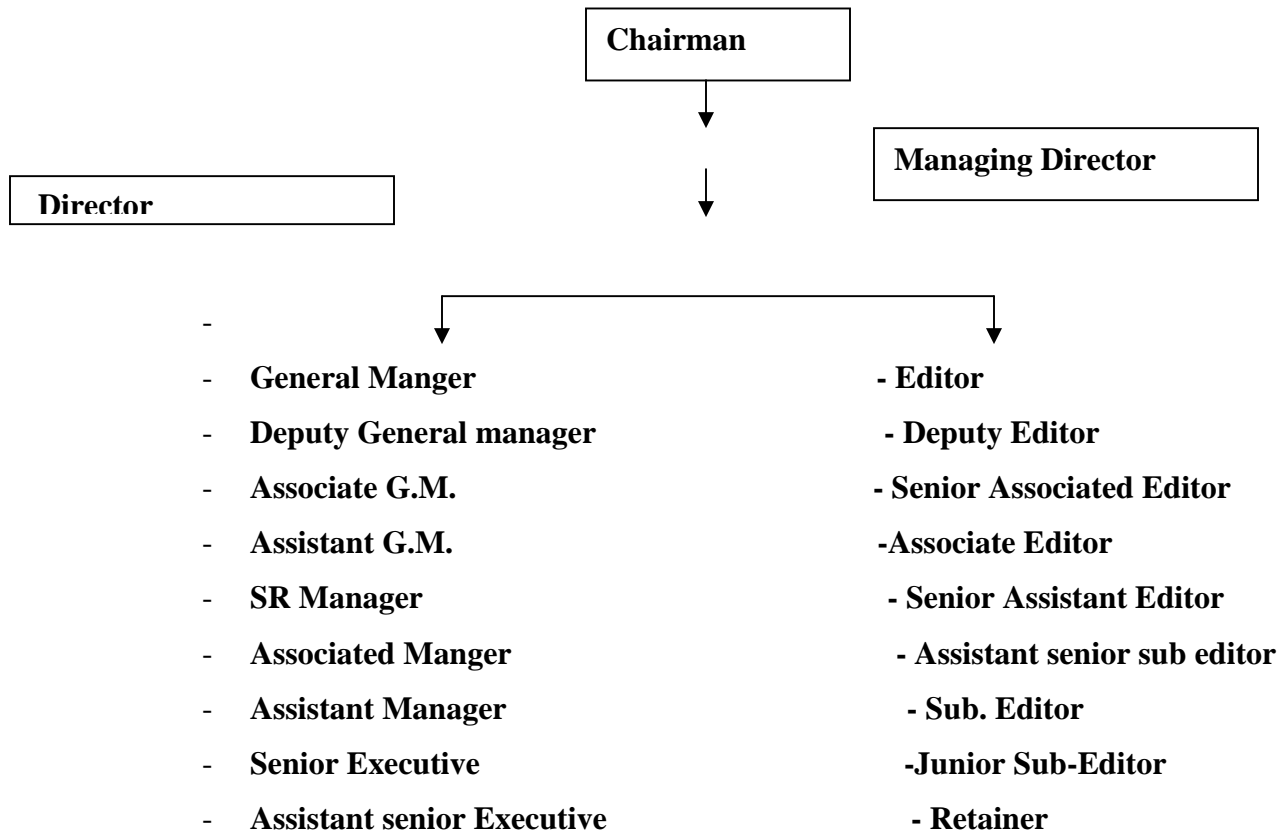 Chairman
Managing Director
Director
-
- General Manger - Editor
- Deputy General manager - Deputy Editor
- Associate G.M. - Senior Associated Editor
- Assistant G.M. -Associate Editor
- SR Manager - Senior Assistant Editor
- Associated Manger - Assistant senior sub editor
- Assistant Manager - Sub. Editor
- Senior Executive -Junior Sub-Editor
- Assistant senior Executive - Retainer